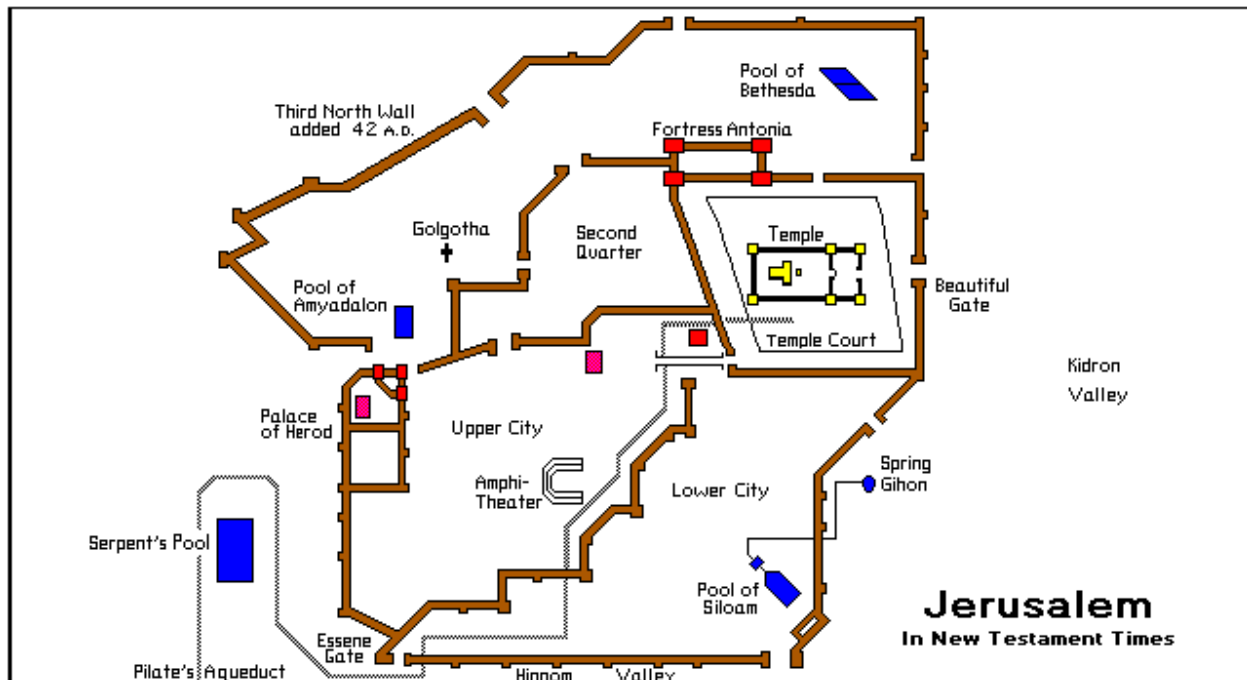 Pool of
Bethesda
Third North Wall
added 42 A.D.
Fortress Antonia
Golgotha
Second
Quarter
Temple
Pool of
Amyadalon
Beautiful
Gate
Temple Court
Kidron
Valley
Palace
of Herod
Upper City
Amphi-
Theater
Lower City
Spring
Gihon
Serpent's Pool
Pool of
Siloam
Jerusalem
In New Testament Times
Essene
Gate
Pilate's Aqueduct
Hinnom Valley